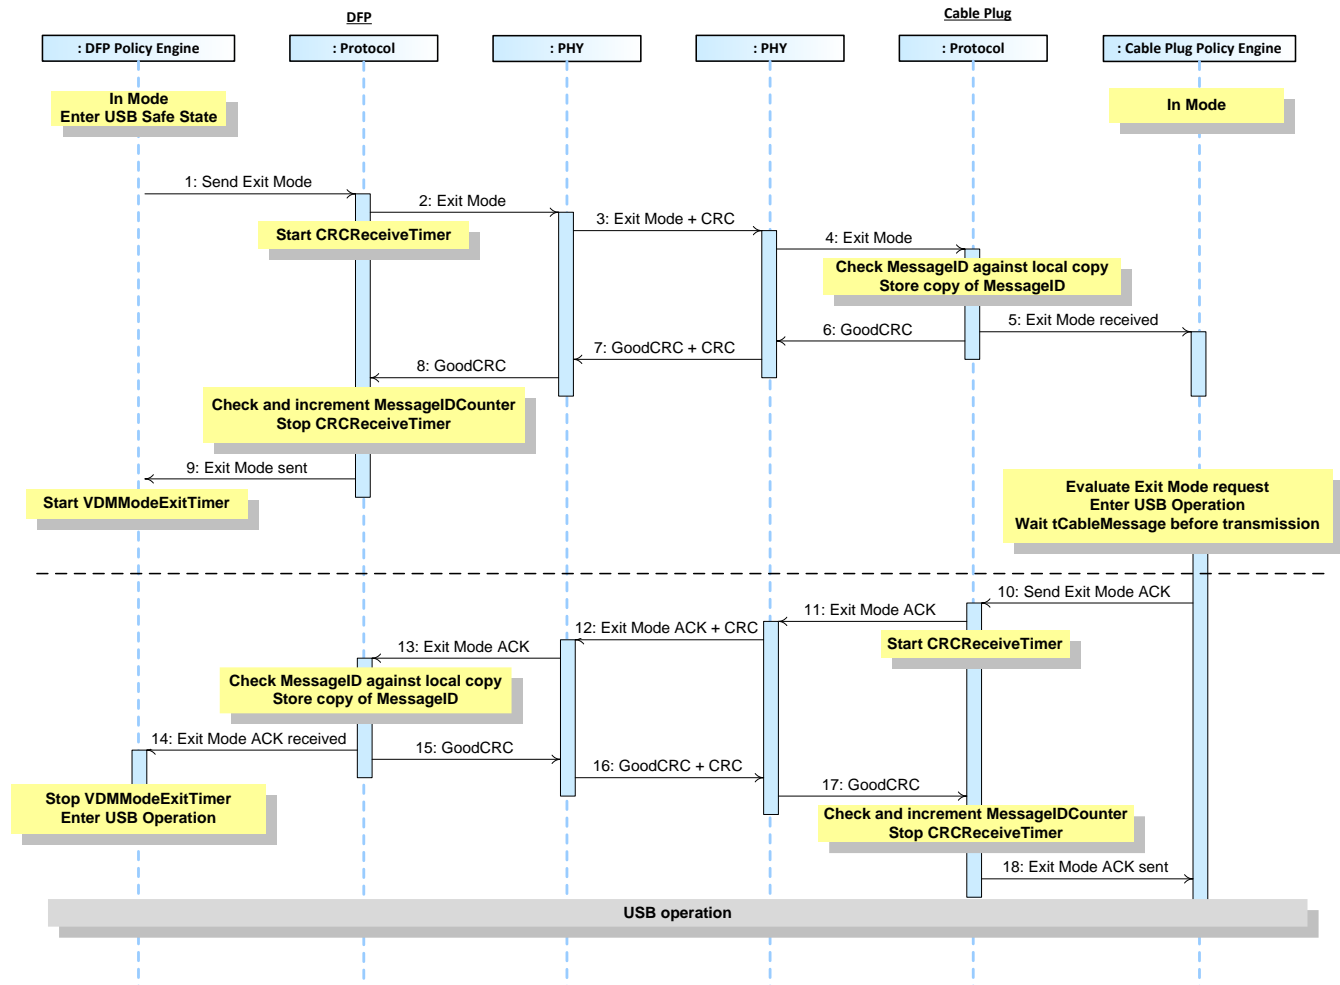 DFP
Cable Plug
: DFP Policy Engine
: Protocol
: PHY
: PHY
: Protocol
: Cable Plug Policy Engine
In Mode
Enter USB Safe State
In Mode
1: Send Exit Mode
2: Exit Mode
Start CRCReceiveTimer
3: Exit Mode + CRC
4: Exit Mode
Check MessageID against local copy
Store copy of MessageID
5: Exit Mode received
6: GoodCRC
7: GoodCRC + CRC
8: GoodCRC
Check and increment MessageIDCounter
Stop CRCReceiveTimer
9: Exit Mode sent
Start VDMModeExitTimer
Evaluate Exit Mode request
Enter USB Operation
Wait tCableMessage before transmission
10: Send Exit Mode ACK
11: Exit Mode ACK
Start CRCReceiveTimer
12: Exit Mode ACK + CRC
13: Exit Mode ACK
Check MessageID against local copy
Store copy of MessageID
14: Exit Mode ACK received
15: GoodCRC
16: GoodCRC + CRC
17: GoodCRC
Stop VDMModeExitTimer
Enter USB Operation
Check and increment MessageIDCounter
Stop CRCReceiveTimer
18: Exit Mode ACK sent
USB operation